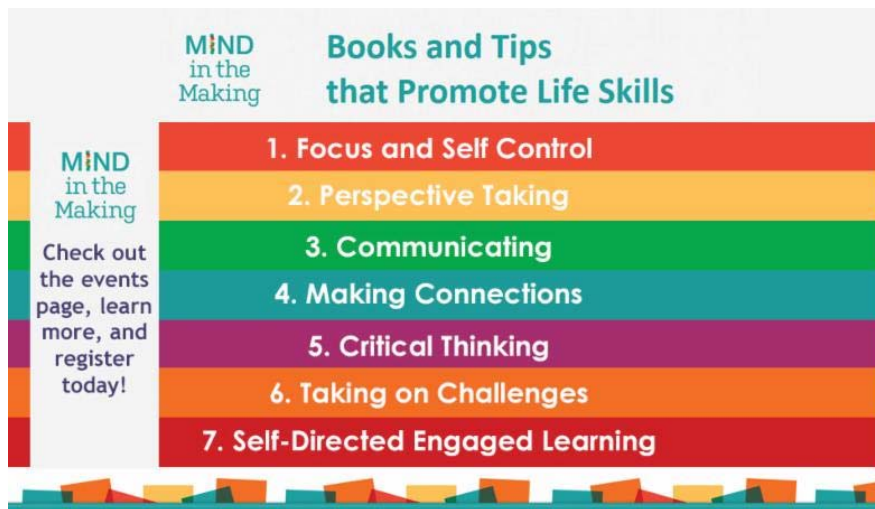 MIND
in the
Making
Books and Tips
that Promote Life Skills
MIND
in the
Making
Check out
the events
page, learn
more, and
register
today!
1. Focus and Self Control
2. Perspective Taking
3. Communicating
4. Making Connections
5. Critical Thinking
6. Taking on Challenges
7. Self-Directed Engaged Learning